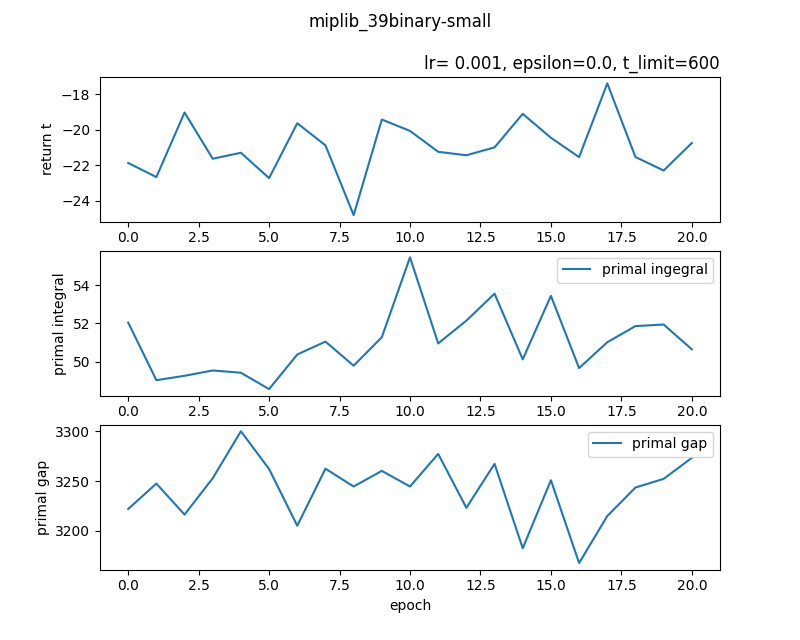 miplib_39binary-small
lr= 0.001, epsilon=0.0, t_limit=600
return t
−18
−20
−22
−24
0.0 2.5 5.0 7.5 10.0 12.5 15.0 17.5 20.0
primal integral
54
52
50
primal ingegral
0.0 2.5 5.0 7.5 10.0 12.5 15.0 17.5 20.0
primal gap
3300
3250
3200
primal gap
0.0 2.5 5.0 7.5 10.0 12.5 15.0 17.5 20.0
epoch